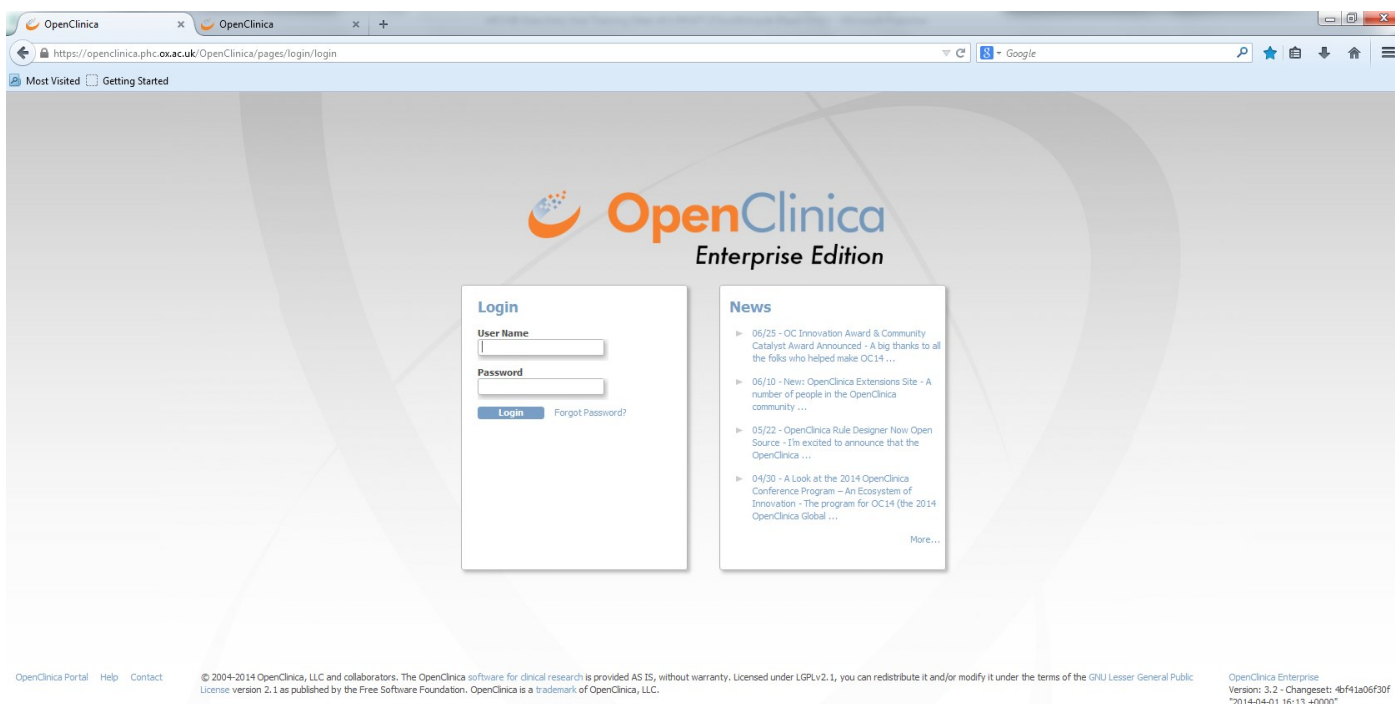 OpenClinica
OpenClinica
https://openclinica.phc.ox.ac.uk/OpenClinica/pages/login/login
Google
Most Visited
Getting Started
OpenClinica
Enterprise Edition
Login
User Name
Password
Login
Forgot Password?
News
06/25 - OC Innovation Award & Community
Catalyst Award Announced - A big thanks to all
the folks who helped make OC14 ...
06/10 - New: OpenClinica Extensions Site - A
number of people in the OpenClinica
community ...
05/22 - OpenClinica Rule Designer Now Open
Source - I'm excited to announce that the
OpenClinica ...
04/30 - A Look at the 2014 OpenClinica
Conference Program – An Ecosystem of
Innovation - The program for OC14 (the 2014
OpenClinica Global ...
More...
OpenClinica Portal Help Contact
© 2004-2014 OpenClinica, LLC and collaborators. The OpenClinica software for clinical research is provided AS IS, without warranty. Licensed under LGPLv2.1, you can redistribute it and/or modify it under the terms of the GNU Lesser General Public
License version 2.1 as published by the Free Software Foundation. OpenClinica is a trademark of OpenClinica, LLC.
OpenClinica Enterprise
Version: 3.2 - Changeset: 4bf41a06f30f
"2014-04-01 16:13 +0000"